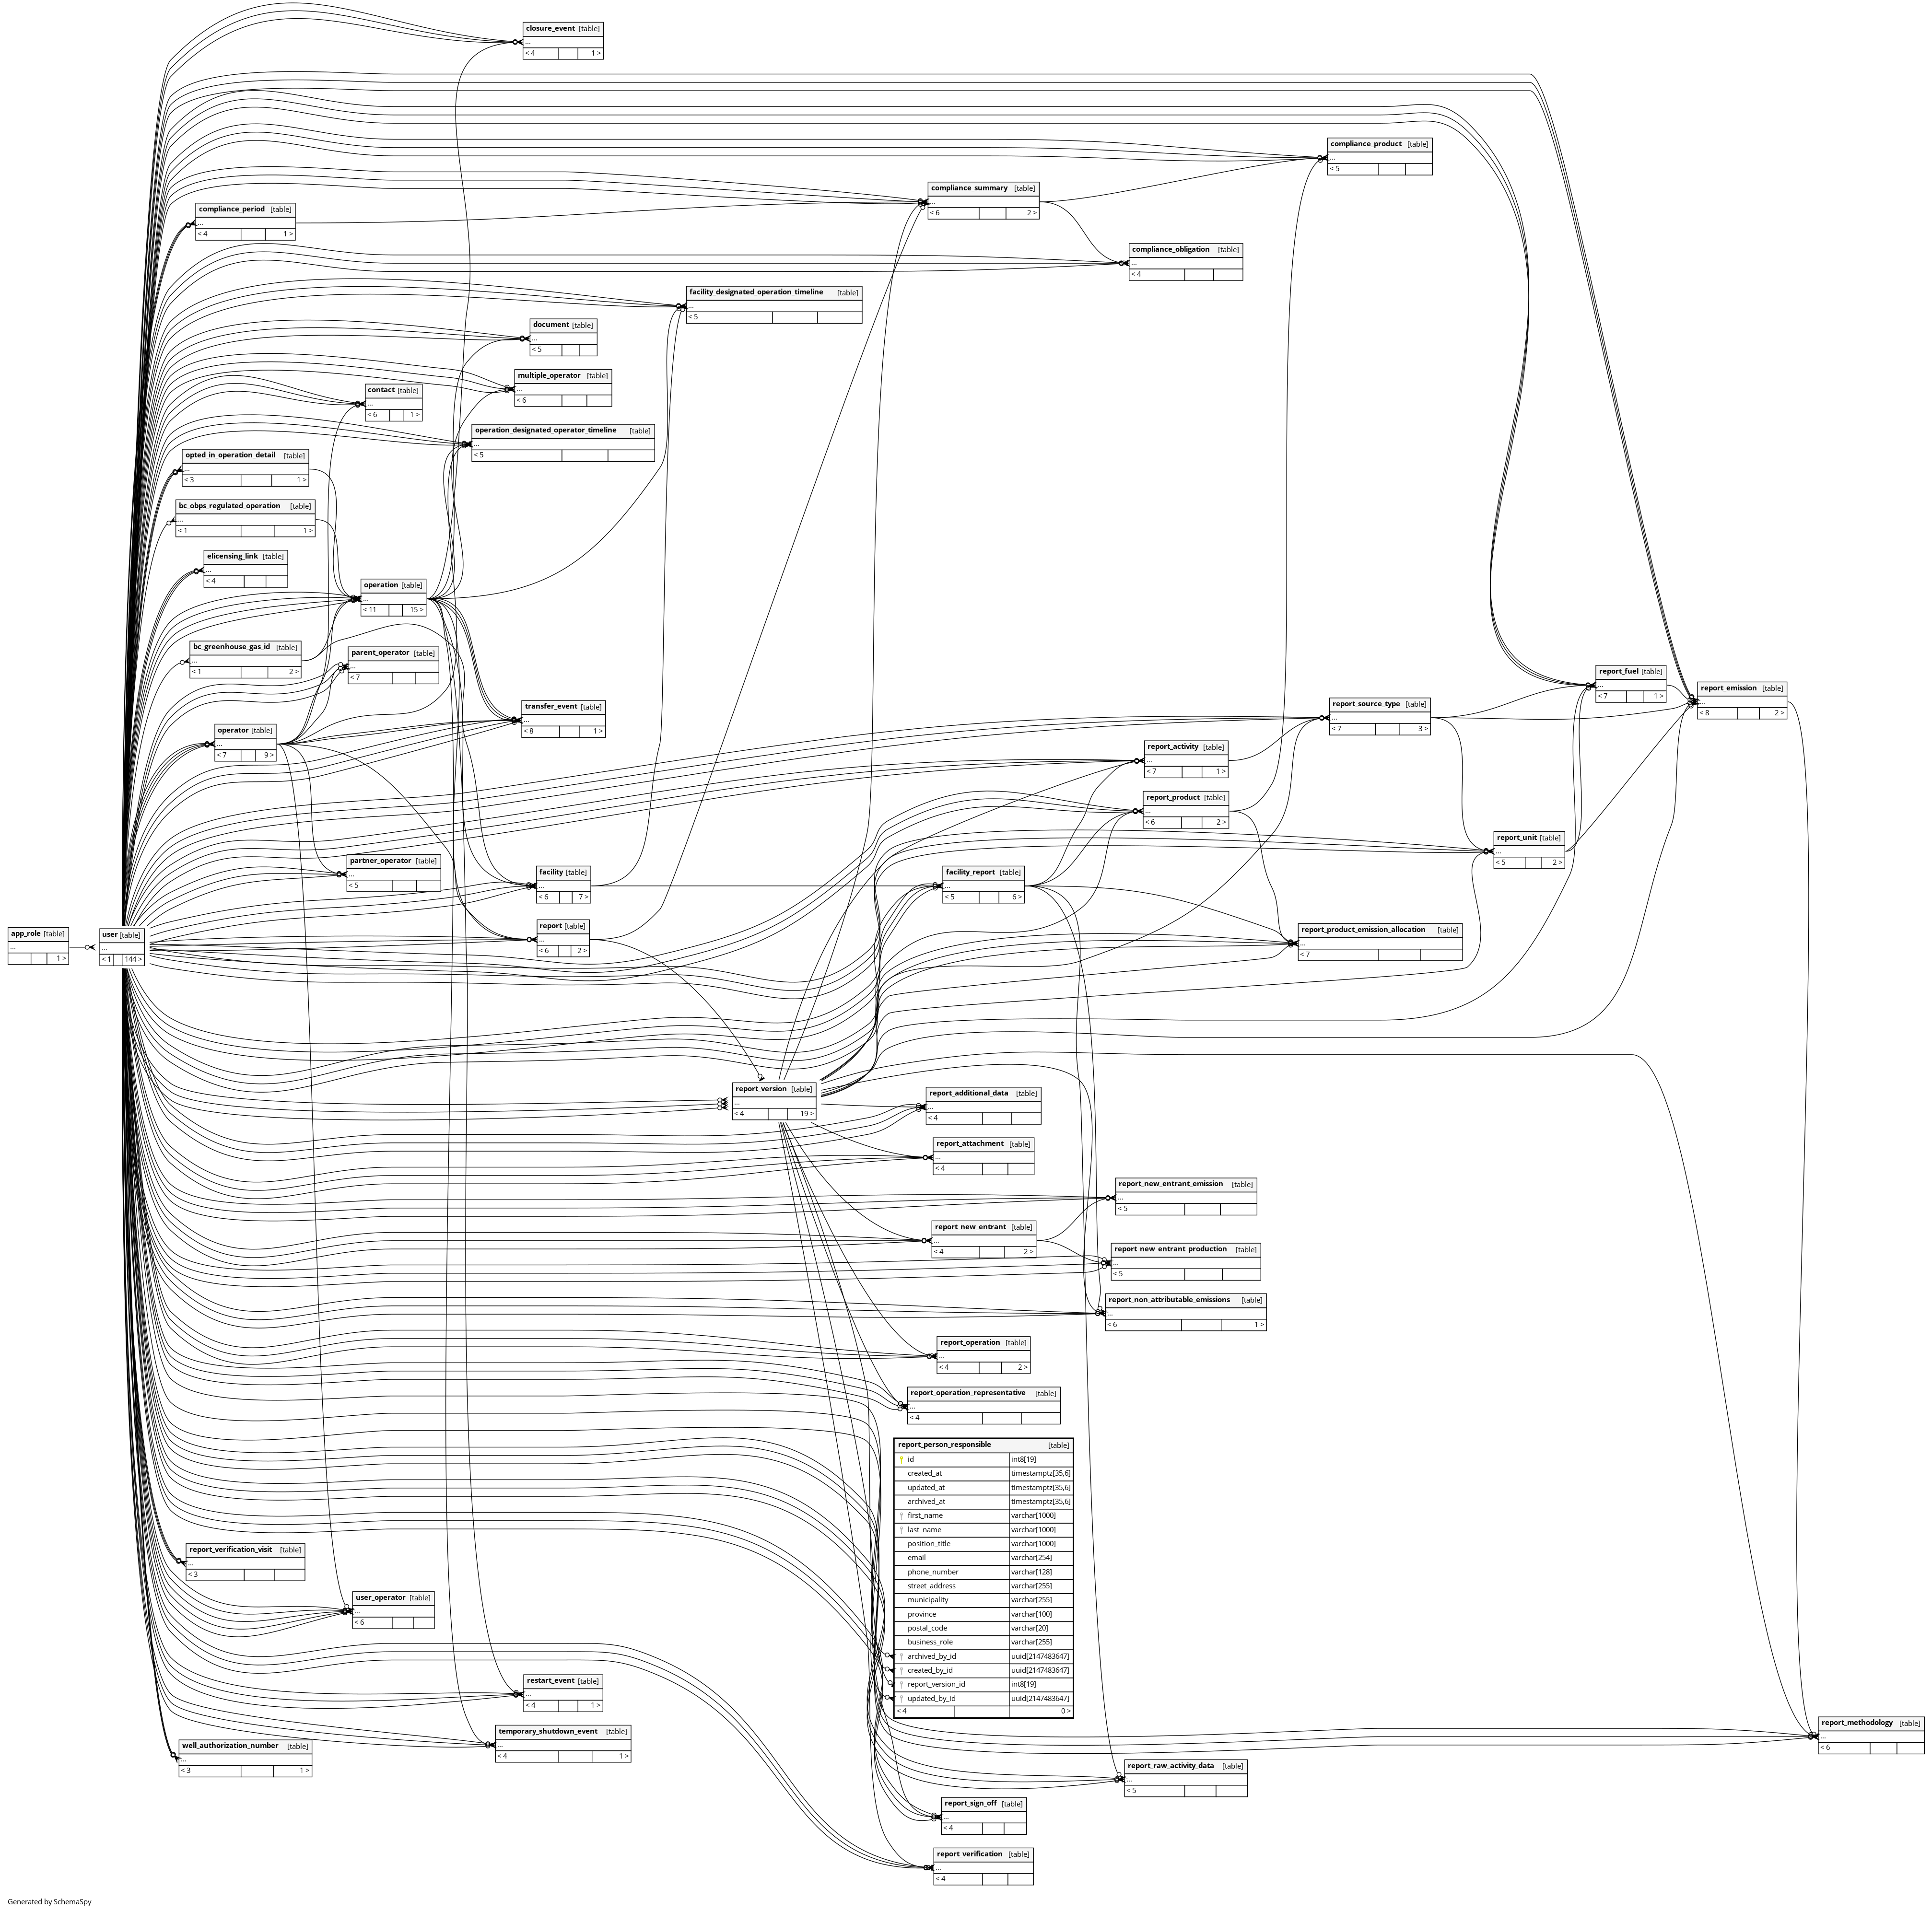 closure_event [table]
...
< 4 1 >
compliance_product [table]
...
< 5
compliance_summary [table]
...
< 6 2 >
compliance_period [table]
...
< 4 1 >
compliance_obligation [table]
...
< 4
facility_designated_operation_timeline [table]
...
< 5
document [table]
...
< 5
multiple_operator [table]
...
< 6
contact [table]
...
< 6 1 >
operation_designated_operator_timeline [table]
...
< 5
opted_in_operation_detail [table]
...
< 3 1 >
bc_obps_regulated_operation [table]
...
< 1 1 >
elicensing_link [table]
...
< 4
operation [table]
...
< 11 15 >
bc_greenhouse_gas_id [table]
...
< 1 2 >
parent_operator [table]
...
< 7
report_fuel [table]
...
< 7 1 >
report_emission [table]
...
< 8 2 >
transfer_event [table]
...
< 8 1 >
report_source_type [table]
...
< 7 3 >
operator [table]
...
< 7 9 >
report_activity [table]
...
< 7 1 >
report_product [table]
...
< 6 2 >
report_unit [table]
...
< 5 2 >
partner_operator [table]
...
< 5
facility [table]
...
< 6 7 >
facility_report [table]
...
< 5 6 >
report [table]
...
< 6 2 >
report_product_emission_allocation [table]
...
< 7
app_role [table]
...
1 >
user [table]
...
< 1 144 >
report_version [table]
...
< 4 19 >
report_additional_data [table]
...
< 4
report_attachment [table]
...
< 4
report_new_entrant_emission [table]
...
< 5
report_new_entrant [table]
...
< 4 2 >
report_new_entrant_production [table]
...
< 5
report_non_attributable_emissions [table]
...
< 6 1 >
report_operation [table]
...
< 4 2 >
report_operation_representative [table]
...
< 4
report_person_responsible [table]
id int8[19]
created_at timestamptz[35,6]
updated_at timestamptz[35,6]
archived_at timestamptz[35,6]
first_name varchar[1000]
last_name varchar[1000]
position_title varchar[1000]
email varchar[254]
phone_number varchar[128]
street_address varchar[255]
municipality varchar[255]
province varchar[100]
postal_code varchar[20]
business_role varchar[255]
archived_by_id uuid[2147483647]
created_by_id uuid[2147483647]
report_version_id int8[19]
updated_by_id uuid[2147483647]
< 4 0 >
report_verification_visit [table]
...
< 3
user_operator [table]
...
< 6
restart_event [table]
...
< 4 1 >
temporary_shutdown_event [table]
...
< 4 1 >
well_authorization_number [table]
...
< 3 1 >
report_methodology [table]
...
< 6
report_raw_activity_data [table]
...
< 5
report_sign_off [table]
...
< 4
report_verification [table]
...
< 4
Generated by SchemaSpy